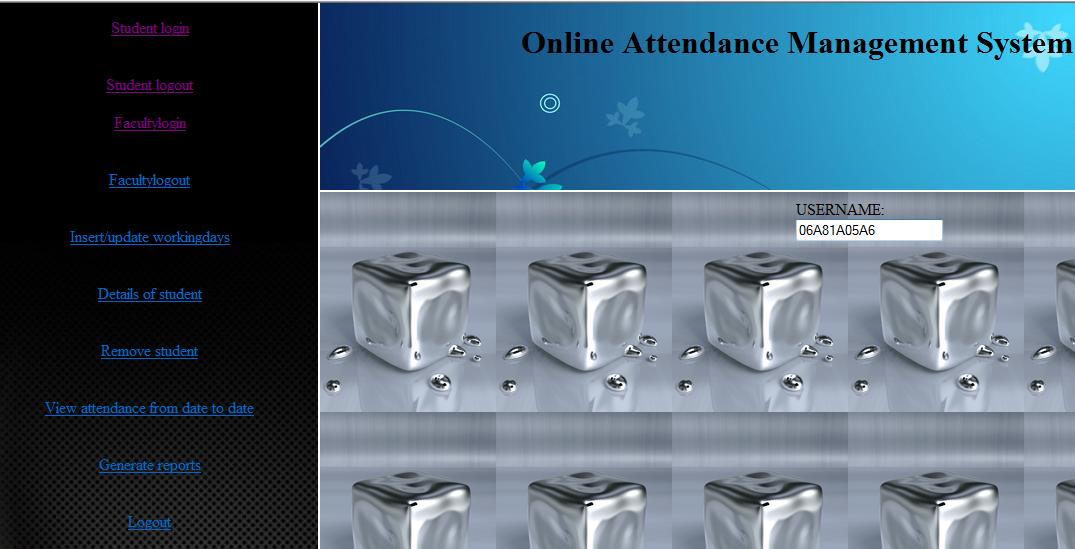 Student login
Student logout
Facultylogin
Facultylogout
Insert/update workingdays
Details of student
Remove student
View attendance from date to date
Generate reports
Logout
Online Attendance Management System
USERNAME:
06A81A05A6